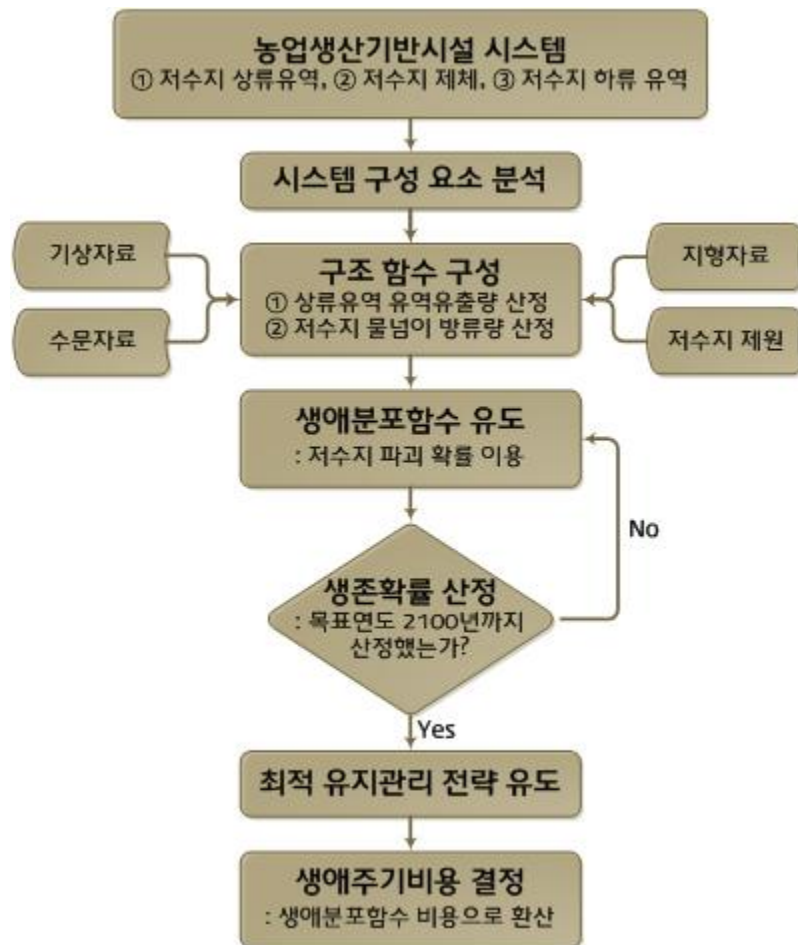 농업생산기반시설 시스템
① 저수지 상류유역, ② 저수지 제체, ③ 저수지 하류 유역
시스템 구성 요소 분석
기상자료
수문자료
구조 함수 구성
① 상류유역 유역유출량 산정
② 저수지 물넘이 방류량 산정
지형자료
저수지 제원
생애분포함수 유도
: 저수지 파괴 확률 이용
No
생존확률 산정
: 목표연도 2100년까지
산정했는가?
Yes
최적 유지관리 전략 유도
생애주기비용 결정
: 생애분포함수 비용으로 환산